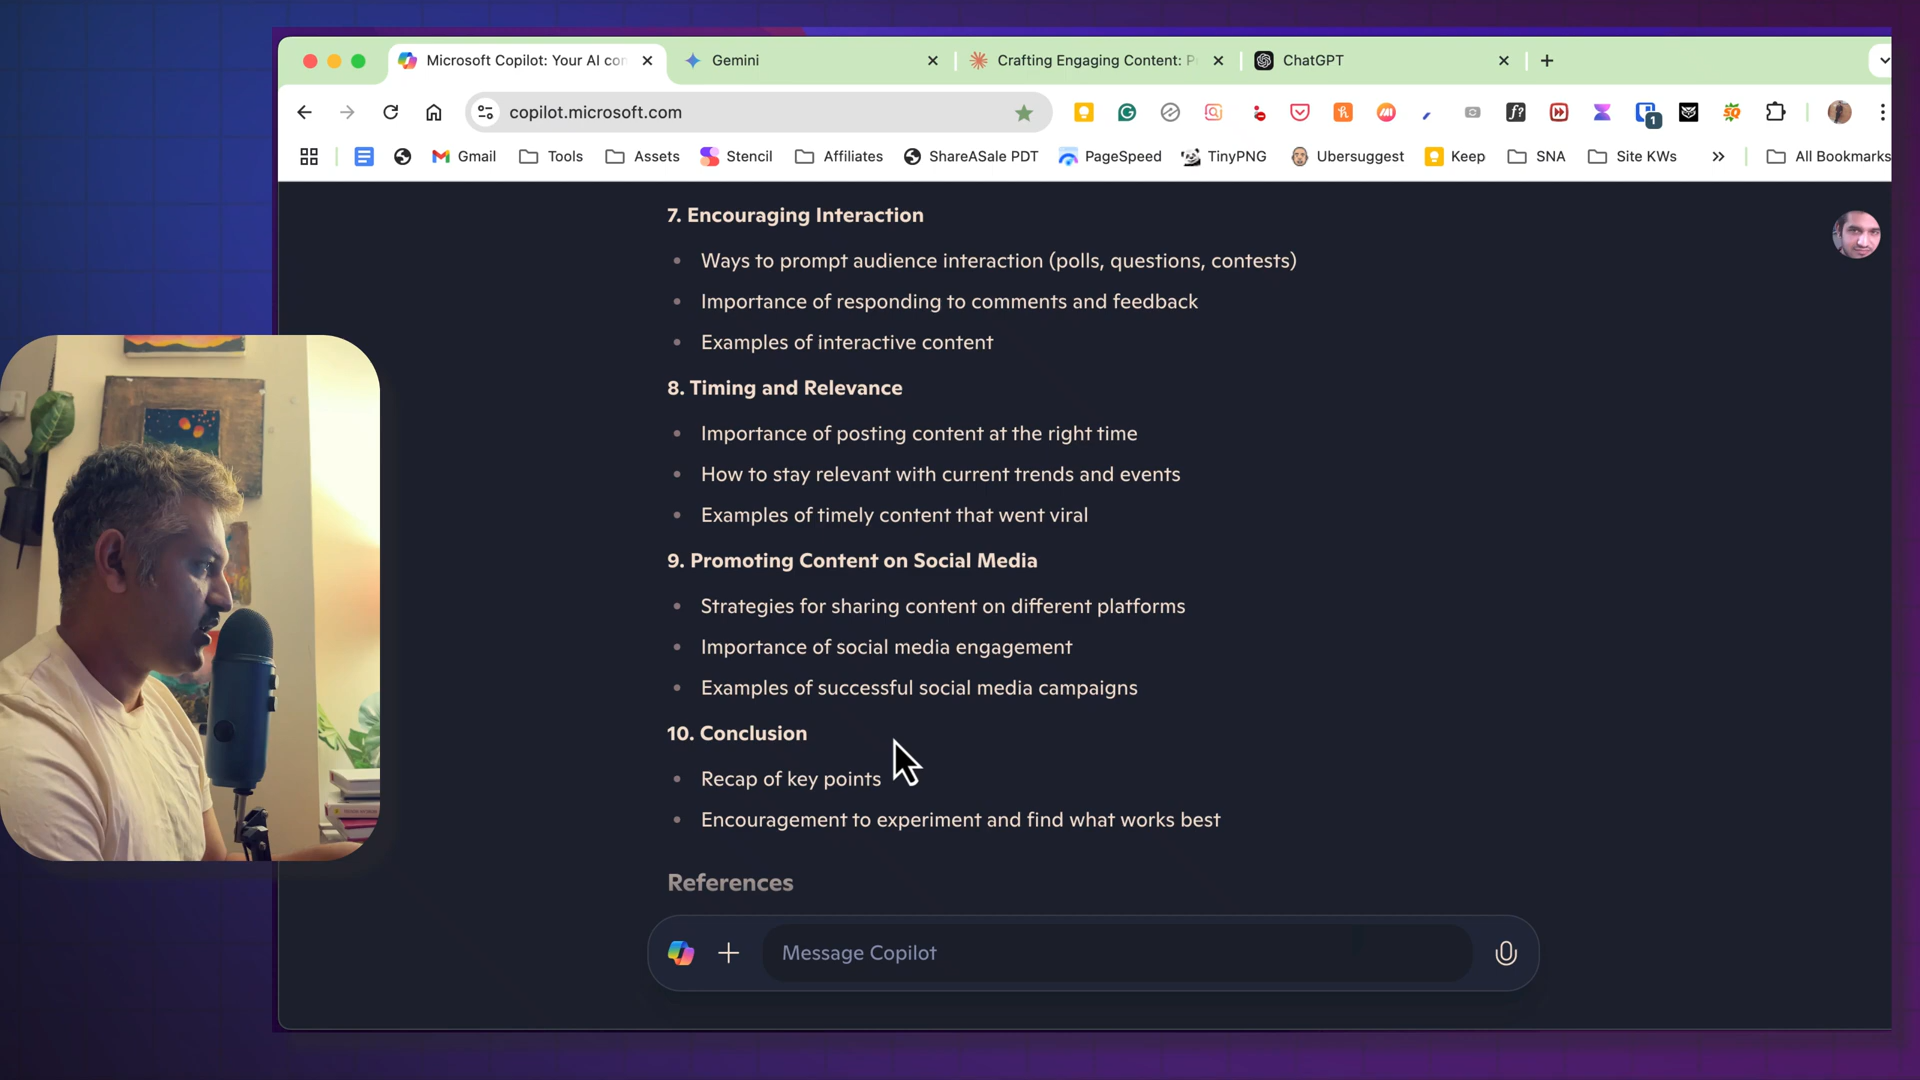 Microsoft Copilot: Your AI con
Gemini
Crafting Engaging Content: P
ChatGPT
copilot.microsoft.com
1
Gmail
Tools
Assets
Stencil
Affiliates
ShareASale PDT
PageSpeed
TinyPNG
Ubersuggest
Keep
SNA
Site KWs
All Bookmarks
7. Encouraging Interaction
Ways to prompt audience interaction (polls, questions, contests)
Importance of responding to comments and feedback
Examples of interactive content
8. Timing and Relevance
Importance of posting content at the right time
How to stay relevant with current trends and events
Examples of timely content that went viral
9. Promoting Content on Social Media
Strategies for sharing content on different platforms
Importance of social media engagement
Examples of successful social media campaigns
10. Conclusion
Recap of key points
Encouragement to experiment and find what works best
References
Message Copilot